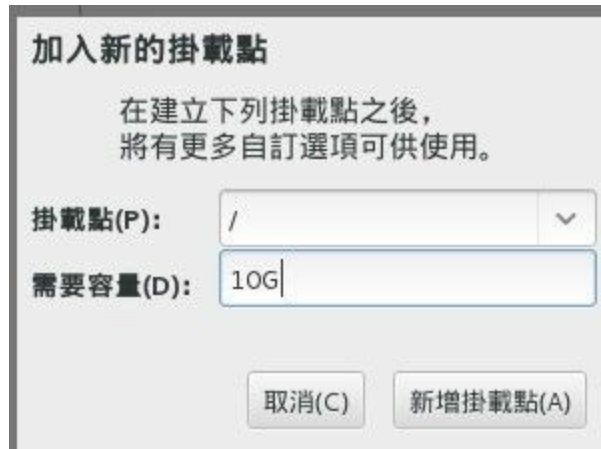 加入新的掛載點
在建立下列掛載點之後，
將有更多自訂選項可供使用。
掛載點(P): /
需要容量(D): 10G
取消(C) 新增掛載點(A)